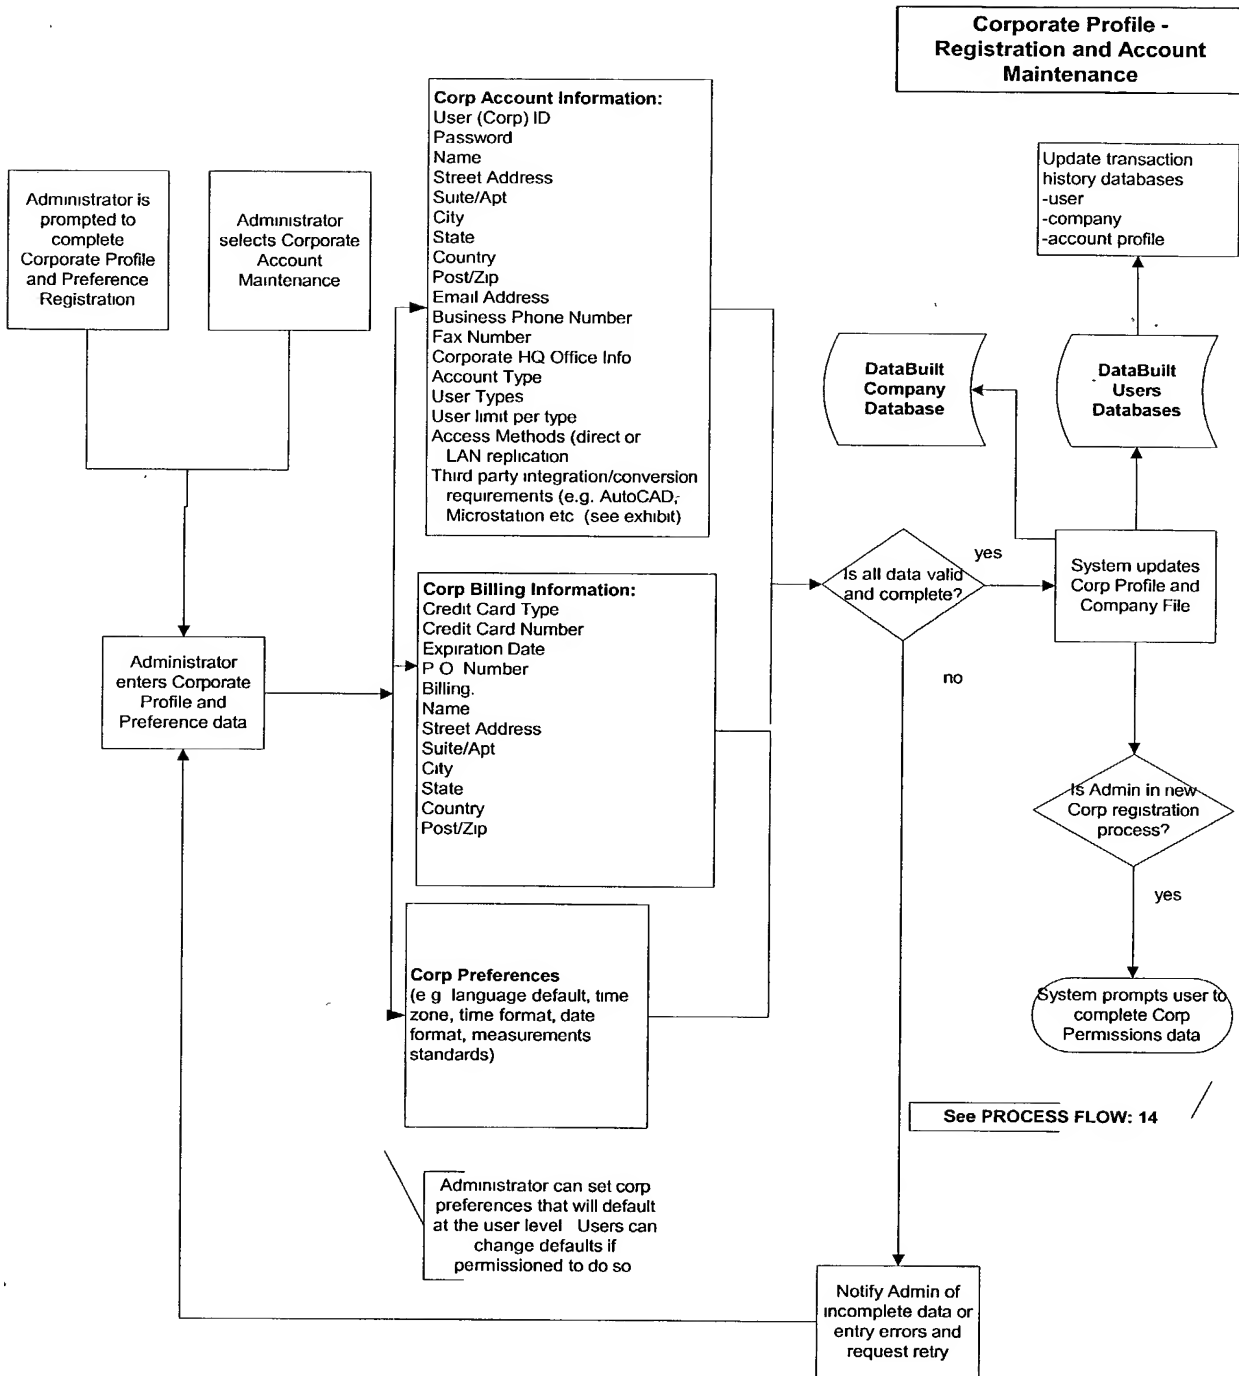 Corporate Profile -
Registration and Account
Maintenance
Administrator is
prompted to
complete
Corporate Profile
and Preference
Registration
Administrator
selects Corporate
Account
Maintenance
Corp Account Information:
User (Corp) ID
Password
Name
Street Address
Suite/Apt
City
State
Country
Post/Zip
Email Address
Business Phone Number
Fax Number
Corporate HQ Office Info
Account Type
User Types
User limit per type
Access Methods (direct or
LAN replication
Third party integration/conversion
requirements (e.g. AutoCAD,
Microstation etc (see exhibit)
Update transaction
history databases
-user
-company
-account profile
DataBuilt
Company
Database
DataBuilt
Users
Databases
Administrator
enters Corporate
Profile and
Preference data
Corp Billing Information:
Credit Card Type
Credit Card Number
Expiration Date
P O Number
Billing.
Name
Street Address
Suite/Apt
City
State
Country
Post/Zip
Is all data valid
and complete?
yes
no
System updates
Corp Profile and
Company File
Is Admin in new
Corp registration
process?
yes
System prompts user to
complete Corp
Permissions data
Corp Preferences
(e g language default, time
zone, time format, date
format, measurements
standards)
See PROCESS FLOW: 14
Administrator can set corp
preferences that will default
at the user level Users can
change defaults if
permissioned to do so
Notify Admin of
incomplete data or
entry errors and
request retry